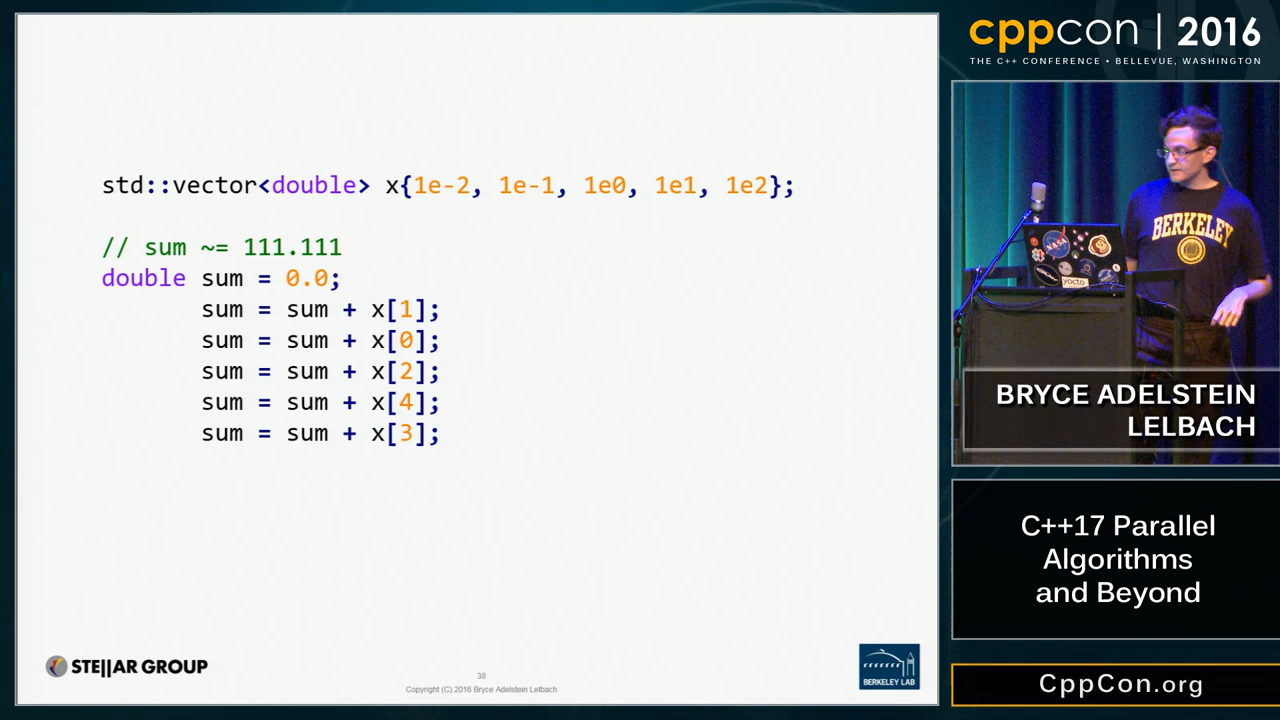 std::vector<double> x{1e-2, 1e-1, 1e0, 1e1, 1e2};
// sum ~= 111.111
double sum = 0.0;
sum = sum + x[1];
sum = sum + x[0];
sum = sum + x[2];
sum = sum + x[4];
sum = sum + x[3];
STE||AR GROUP
38
Copyright (C) 2016 Bryce Adelstein Lelbach
BERKELEY LAB
cppcon | 2016
THE C++ CONFERENCE • BELLEVUE, WASHINGTON
BERKELEY
NASA
yocto
BRYCE ADELSTEIN
LELBACH
C++17 Parallel
Algorithms
and Beyond
CppCon.org